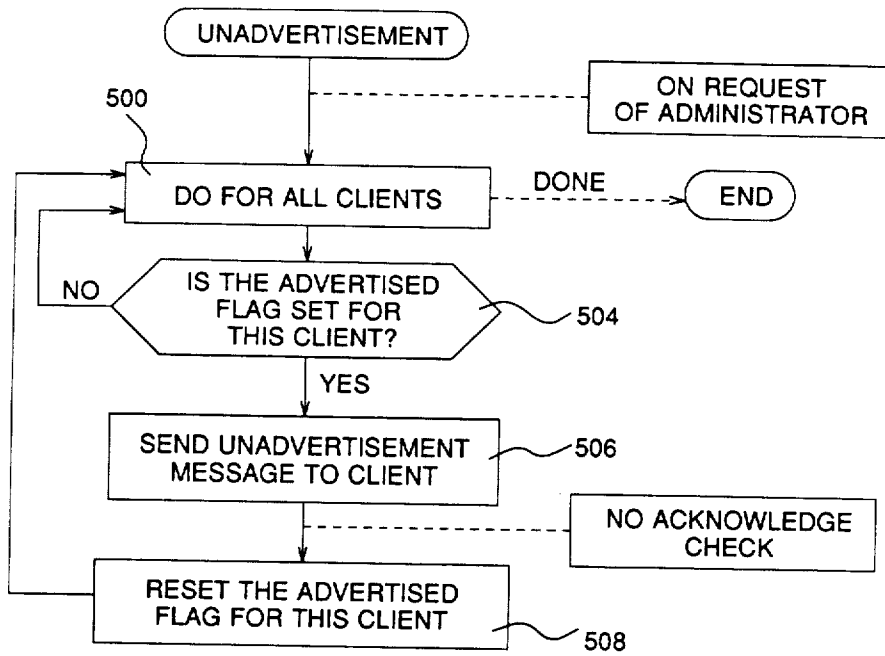 UNADVERTISEMENT
ON REQUEST
OF ADMINISTRATOR
500
DO FOR ALL CLIENTS
DONE
END
NO
IS THE ADVERTISED
FLAG SET FOR
THIS CLIENT?
504
YES
SEND UNADVERTISEMENT
MESSAGE TO CLIENT
506
NO ACKNOWLEDGE
CHECK
RESET THE ADVERTISED
FLAG FOR THIS CLIENT
508